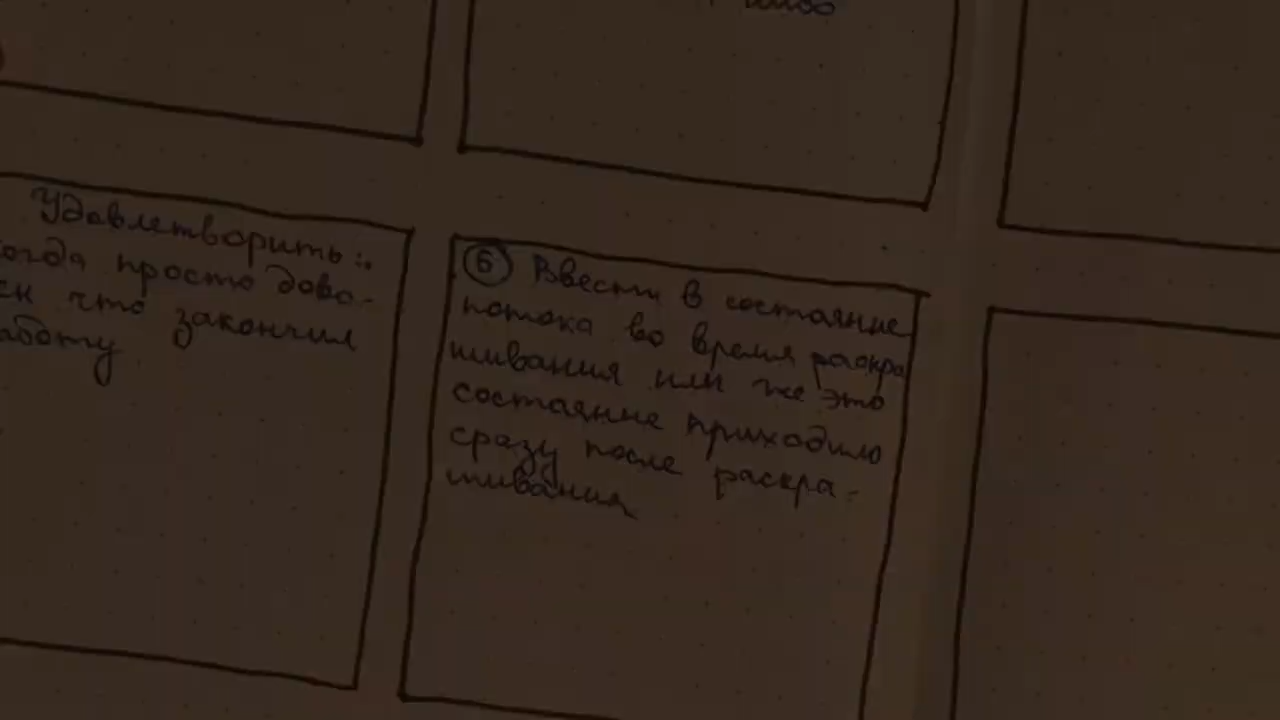 Удовлетворить:
когда просто дово-
ен что закончил
работу
6 Ввести в состояние
потока во время раскра
шивания или же это
состояние приходило
сразу после раскра-
шивания